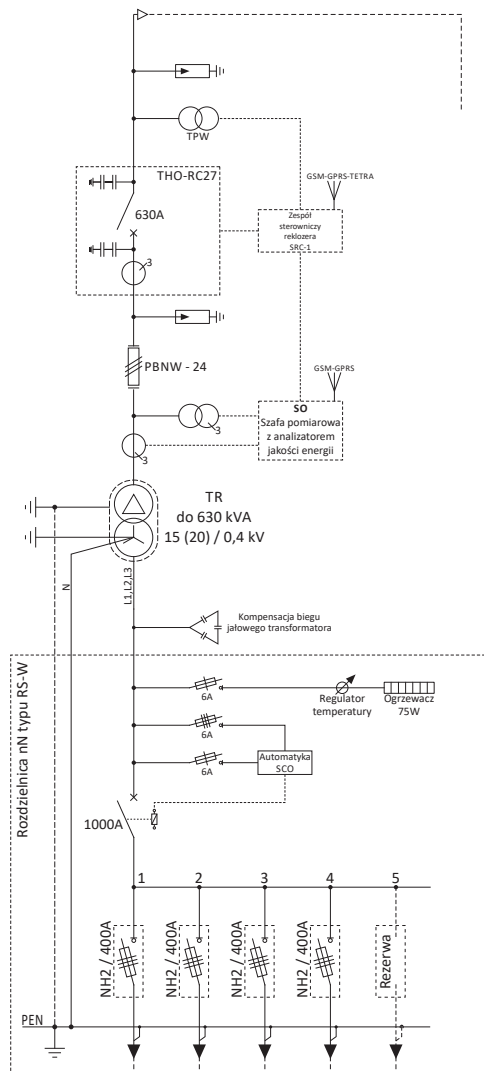 TPW
THO-RC27
GSM-GPRS-TETRA
630A
Zespół
sterowniczy
reklozera
SRC-1
3
PBNW - 24
GSM-GPRS
3
SO
Szafa pomiarowa
z analizatorem
jakości energii
3
TR
do 630 kVA
15 (20) / 0,4 kV
N
L1,L2,L3
Kompensacja biegu
jałowego transformatora
Rozdzielnica nN typu RS-W
6A
Regulator
temperatury
Ogrzewacz
75W
6A
6A
Automatyka
SCO
1000A
1 2 3 4 5
NH2 / 400A
NH2 / 400A
NH2 / 400A
NH2 / 400A
Rezerwa
PEN